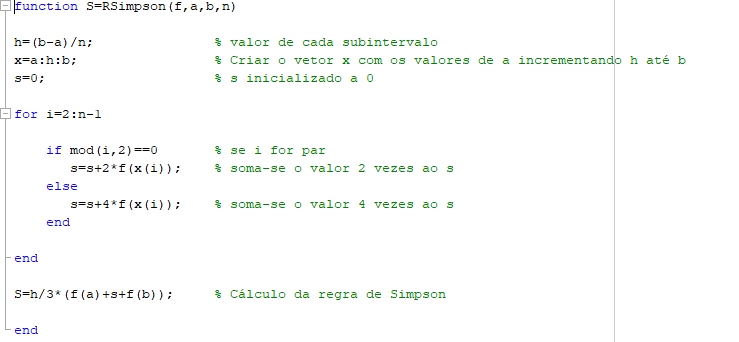 function S=RSimpson(f,a,b,n)
h=(b-a)/n; % valor de cada subintervalo
x=a:h:b; % Criar o vetor x com os valores de a incrementando h até b
s=0; % s inicializado a 0
for i=2:n-1
if mod(i,2)==0 % se i for par
s=s+2*f(x(i)); % soma-se o valor 2 vezes ao s
else
s=s+4*f(x(i)); % soma-se o valor 4 vezes ao s
end
end
S=h/3*(f(a)+s+f(b)); % Cálculo da regra de Simpson
end